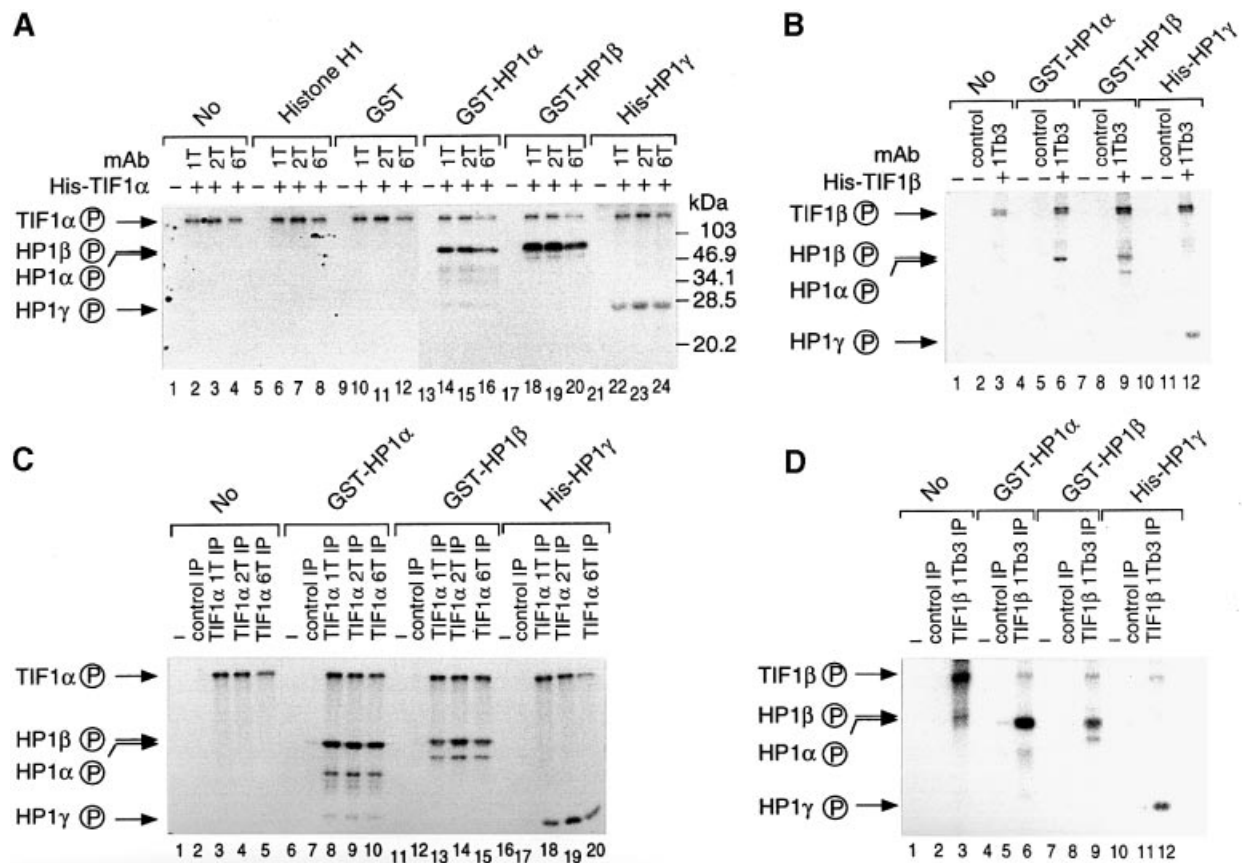 A
No
Histone H1
GST
GST-HP1α
GST-HP1β
His-HP1γ
mAb 1T 2T 6T 1T 2T 6T 1T 2T 6T 1T 2T 6T 1T 2T 6T 1T 2T 6T
His-TIF1α – + + + – + + + – + + + – + + + – + + + – + + +
kDa
TIF1α P
103
HP1β P
46.9
HP1α P
34.1
HP1γ P
28.5
20.2
1 2 3 4 5 6 7 8 9 10 11 12 13 14 15 16 17 18 19 20 21 22 23 24
B
No
GST-HP1α
GST-HP1β
His-HP1γ
mAb – control 1Tb3 – control 1Tb3 – control 1Tb3 – control 1Tb3
His-TIF1β – – + – – + – – + – – +
TIF1β P
HP1β P
HP1α P
HP1γ P
1 2 3 4 5 6 7 8 9 10 11 12
C
No
GST-HP1α
GST-HP1β
His-HP1γ
– control IP TIF1α 1T IP TIF1α 2T IP TIF1α 6T IP – control IP TIF1α 1T IP TIF1α 2T IP TIF1α 6T IP – control IP TIF1α 1T IP TIF1α 2T IP TIF1α 6T IP – control IP TIF1α 1T IP TIF1α 2T IP TIF1α 6T IP
TIF1α P
HP1β P
HP1α P
HP1γ P
1 2 3 4 5 6 7 8 9 10 11 12 13 14 15 16 17 18 19 20
D
No
GST-HP1α
GST-HP1β
His-HP1γ
– control IP TIF1β 1Tb3 IP – control IP TIF1β 1Tb3 IP – control IP TIF1β 1Tb3 IP – control IP TIF1β 1Tb3 IP
TIF1β P
HP1β P
HP1α P
HP1γ P
1 2 3 4 5 6 7 8 9 10 11 12